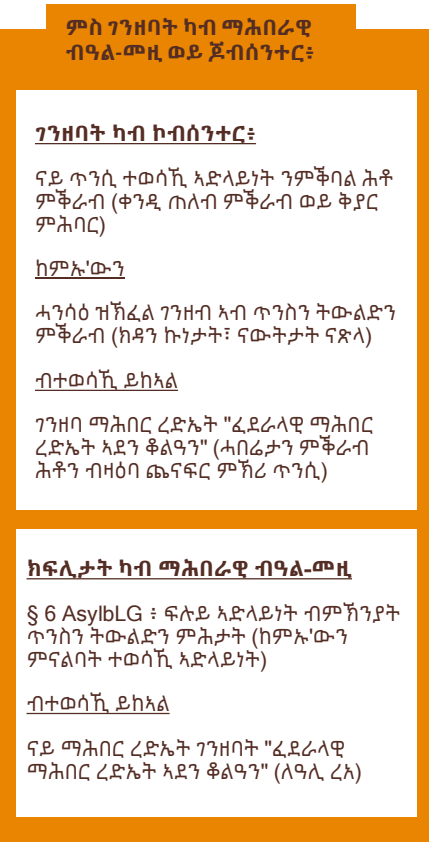 ምስ ገንዘባት ካብ ማሕበራዊ
ብዓል-መዚ ወይ ጆብሰንተር፥
ገንዘባት ካብ ኮብሰንተር፥
ናይ ጥንሲ ተወሳኺ ኣድላይነት ንምቕባል ሕቶ
ምቕራብ (ቀንዲ ጠለብ ምቕራብ ወይ ቅያር
ምሕባር)
ከምኡ'ውን
ሓንሳዕ ዝኽፈል ገንዘብ ኣብ ጥንስን ትውልድን
ምቕራብ (ክዳን ኩነታት፣ ናውትታት ናጽላ)
ብተወሳኺ ይከኣል
ገንዘባ ማሕበር ረድኤት "ፈደራላዊ ማሕበር
ረድኤት ኣደን ቆልዓን" (ሓበሬታን ምቕራብ
ሕቶን ብዛዕባ ጨናፍር ምኽሪ ጥንሲ)
ክፍሊታት ካብ ማሕበራዊ ብዓል-መዚ
§ 6 AsylbLG ፥ ፍሉይ ኣድላይነት ብምኽንያት
ጥንስን ትውልድን ምሕታት (ከምኡ'ውን
ምናልባት ተወሳኺ ኣድላይነት)
ብተወሳኺ ይከኣል
ናይ ማሕበር ረድኤት ገንዘባት "ፈደራላዊ
ማሕበር ረድኤት ኣደን ቆልዓን" (ለዓሊ ረአ)